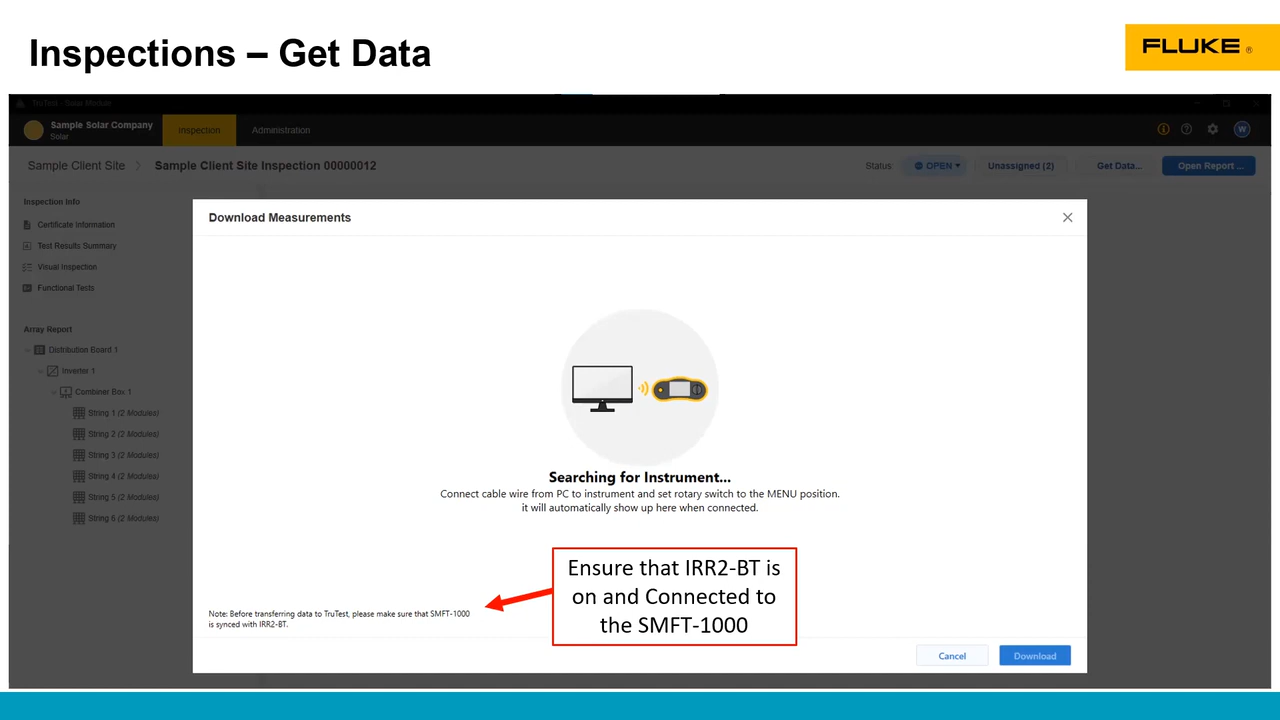 Inspections – Get Data
FLUKE ®
TruTest - Solar Module
Sample Solar Company
Solar
Inspection
Administration
W
Sample Client Site
Sample Client Site Inspection 00000012
Status:
OPEN
Unassigned (2)
Get Data...
Open Report ...
Inspection Info
Certificate Information
Test Results Summary
Visual Inspection
Functional Tests
Array Report
Distribution Board 1
Inverter 1
Combiner Box 1
String 1 (2 Modules)
String 2 (2 Modules)
String 3 (2 Modules)
String 4 (2 Modules)
String 5 (2 Modules)
String 6 (2 Modules)
Download Measurements
Searching for Instrument...
Connect cable wire from PC to instrument and set rotary switch to the MENU position.
it will automatically show up here when connected.
Ensure that IRR2-BT is
on and Connected to
the SMFT-1000
Note: Before transferring data to TruTest, please make sure that SMFT-1000
is synced with IRR2-BT.
Cancel
Download